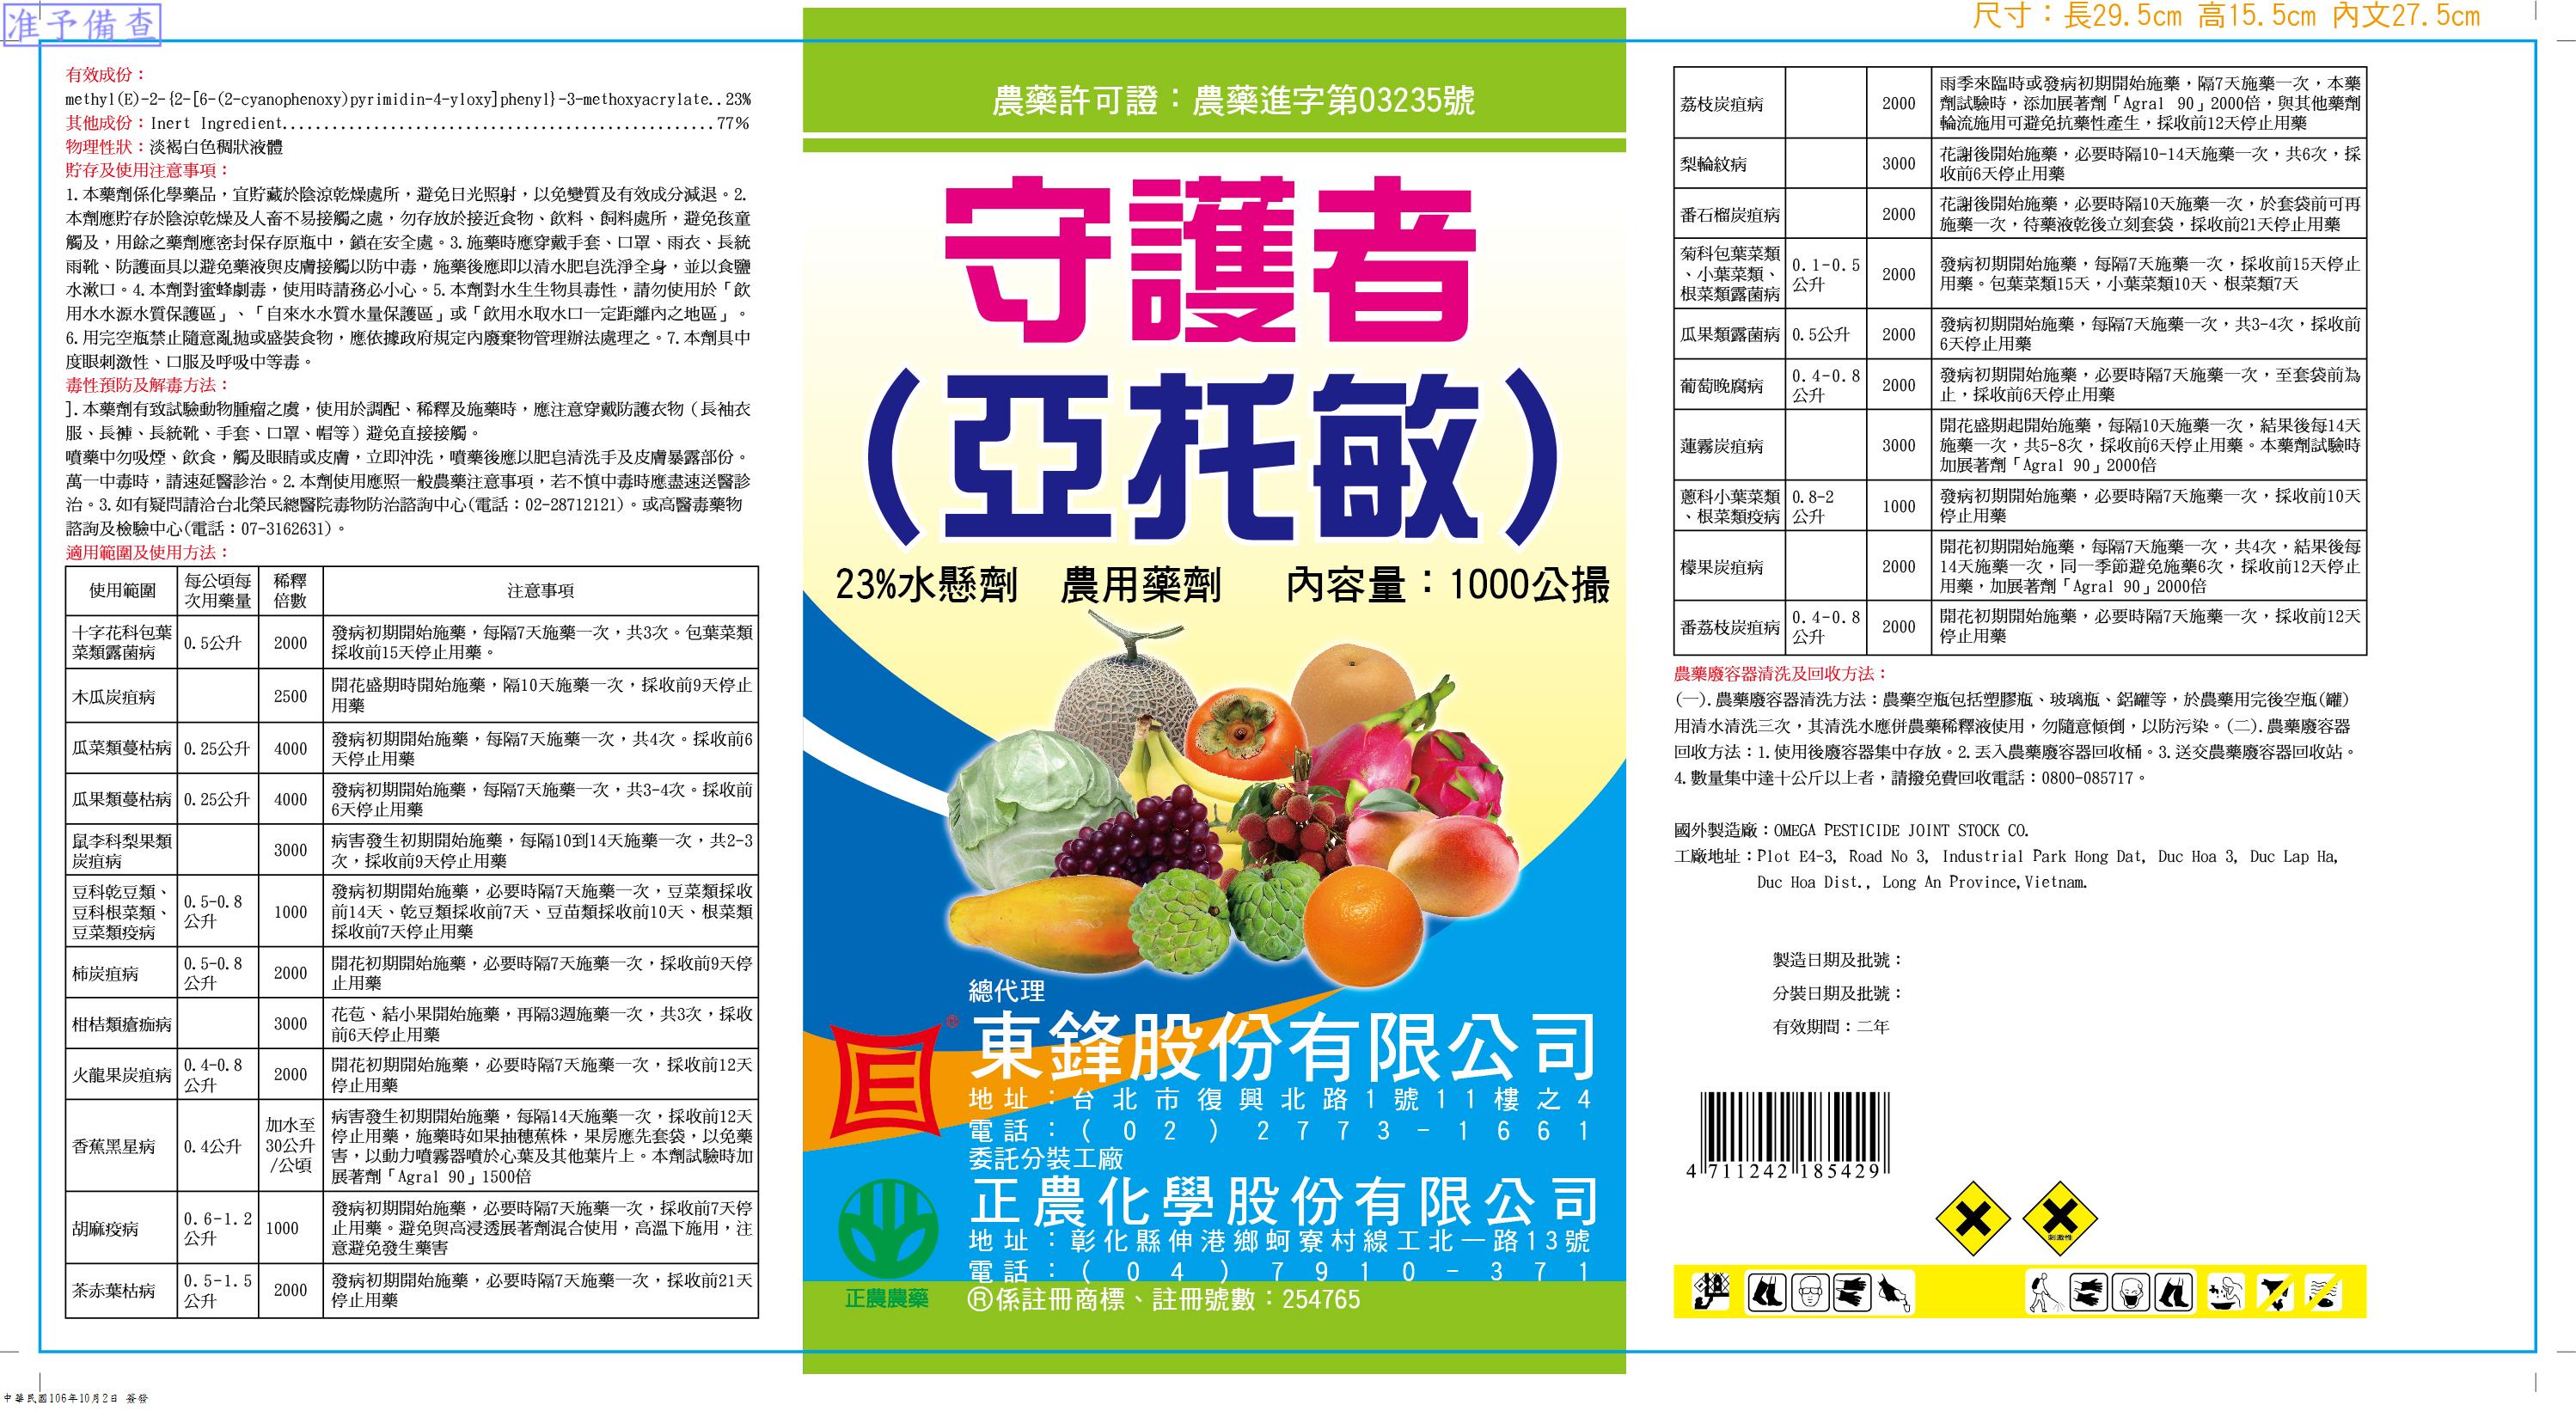 准予備查
尺寸：長29.5cm 高15.5cm 內文27.5cm
有效成份：
methyl(E)-2-{2-[6-(2-cyanophenoxy)pyrimidin-4-yloxy]phenyl}-3-methoxyacrylate..23%
其他成份：Inert Ingredient......................................................77%
物理性狀：淡褐白色稠狀液體
貯存及使用注意事項：
1.本藥劑係化學藥品，宜貯藏於陰涼乾燥處所，避免日光照射，以免變質及有效成分減退。2.
本劑應貯存於陰涼乾燥及人畜不易接觸之處，勿存放於接近食物、飲料、飼料處所，避免孩童
觸及，用餘之藥劑應密封保存原瓶中，鎖在安全處。3.施藥時應穿戴手套、口罩、雨衣、長統
雨靴、防護面具以避免藥液與皮膚接觸以防中毒，施藥後應即以清水肥皂洗淨全身，並以食鹽
水漱口。4.本劑對蜜蜂劇毒，使用時請務必小心。5.本劑對水生生物具毒性，請勿使用於「飲
用水水源水質保護區」、「自來水水質水量保護區」或「飲用水取水口一定距離內之地區」。
6.用完空瓶禁止隨意亂拋或盛裝食物，應依據政府規定內廢棄物管理辦法處理之。7.本劑具中
度眼刺激性、口服及呼吸中等毒。
毒性預防及解毒方法：
].本藥劑有致試驗動物腫瘤之虞，使用於調配、稀釋及施藥時，應注意穿戴防護衣物（長袖衣
服、長褲、長統靴、手套、口罩、帽等）避免直接接觸。
噴藥中勿吸煙、飲食，觸及眼睛或皮膚，立即沖洗，噴藥後應以肥皂清洗手及皮膚暴露部份。
萬一中毒時，請速延醫診治。2.本劑使用應照一般農藥注意事項，若不慎中毒時應盡速送醫診
治。3.如有疑問請洽台北榮民總醫院毒物防治諮詢中心(電話：02-28712121)。或高醫毒藥物
諮詢及檢驗中心(電話：07-3162631)。
適用範圍及使用方法：
使用範圍 每公頃每次用藥量 稀釋倍數 注意事項
十字花科包葉菜類露菌病 0.5公升 2000 發病初期開始施藥，每隔7天施藥一次，共3次。包葉菜類採收前15天停止用藥。
木瓜炭疽病 2500 開花盛期時開始施藥，隔10天施藥一次，採收前9天停止用藥
瓜菜類蔓枯病 0.25公升 4000 發病初期開始施藥，每隔7天施藥一次，共4次。採收前6天停止用藥
瓜果類蔓枯病 0.25公升 4000 發病初期開始施藥，每隔7天施藥一次，共3-4次。採收前6天停止用藥
鼠李科梨果類炭疽病 3000 病害發生初期開始施藥，每隔10到14天施藥一次，共2-3次，採收前9天停止用藥
豆科乾豆類、豆科根菜類、豆菜類疫病 0.5-0.8公升 1000 發病初期開始施藥，必要時隔7天施藥一次，豆菜類採收前14天、乾豆類採收前7天、豆苗類採收前10天、根菜類採收前7天停止用藥
柿炭疽病 0.5-0.8公升 2000 開花初期開始施藥，必要時隔7天施藥一次，採收前9天停止用藥
柑桔類瘡痂病 3000 花苞、結小果開始施藥，再隔3週施藥一次，共3次，採收前6天停止用藥
火龍果炭疽病 0.4-0.8公升 2000 開花初期開始施藥，必要時隔7天施藥一次，採收前12天停止用藥
香蕉黑星病 0.4公升 加水至30公升/公頃 病害發生初期開始施藥，每隔14天施藥一次，採收前12天停止用藥，施藥時如果抽穗蕉株，果房應先套袋，以免藥害，以動力噴霧器噴於心葉及其他葉片上。本劑試驗時加展著劑「Agral 90」1500倍
胡麻疫病 0.6-1.2公升 1000 發病初期開始施藥，必要時隔7天施藥一次，採收前7天停止用藥。避免與高浸透展著劑混合使用，高溫下施用，注意避免發生藥害
茶赤葉枯病 0.5-1.5公升 2000 發病初期開始施藥，必要時隔7天施藥一次，採收前21天停止用藥
農藥許可證：農藥進字第03235號
守護者
（亞托敏）
23%水懸劑 農用藥劑 內容量：1000公撮
總代理
®
東鋒股份有限公司
地址：台北市復興北路1號11樓之4
電話：(02)2773-1661
委託分裝工廠
正農化學股份有限公司
地址：彰化縣伸港鄉蚵寮村線工北一路13號
電話：(04)7910-371
正農農藥
Ⓡ係註冊商標、註冊號數：254765
荔枝炭疽病 2000 雨季來臨時或發病初期開始施藥，隔7天施藥一次，本藥劑試驗時，添加展著劑「Agral 90」2000倍，與其他藥劑輪流施用可避免抗藥性產生，採收前12天停止用藥
梨輪紋病 3000 花謝後開始施藥，必要時隔10-14天施藥一次，共6次，採收前6天停止用藥
番石榴炭疽病 2000 花謝後開始施藥，必要時隔10天施藥一次，於套袋前可再施藥一次，待藥液乾後立刻套袋，採收前21天停止用藥
菊科包葉菜類、小葉菜類、根菜類露菌病 0.1-0.5公升 2000 發病初期開始施藥，每隔7天施藥一次，採收前15天停止用藥。包葉菜類15天，小葉菜類10天、根菜類7天
瓜果類露菌病 0.5公升 2000 發病初期開始施藥，每隔7天施藥一次，共3-4次，採收前6天停止用藥
葡萄晚腐病 0.4-0.8公升 2000 發病初期開始施藥，必要時隔7天施藥一次，至套袋前為止，採收前6天停止用藥
蓮霧炭疽病 3000 開花盛期起開始施藥，每隔10天施藥一次，結果後每14天施藥一次，共5-8次，採收前6天停止用藥。本藥劑試驗時加展著劑「Agral 90」2000倍
蔥科小葉菜類、根菜類疫病 0.8-2公升 1000 發病初期開始施藥，必要時隔7天施藥一次，採收前10天停止用藥
檬果炭疽病 2000 開花初期開始施藥，每隔7天施藥一次，共4次，結果後每14天施藥一次，同一季節避免施藥6次，採收前12天停止用藥，加展著劑「Agral 90」2000倍
番荔枝炭疽病 0.4-0.8公升 2000 開花初期開始施藥，必要時隔7天施藥一次，採收前12天停止用藥
農藥廢容器清洗及回收方法：
(一).農藥廢容器清洗方法：農藥空瓶包括塑膠瓶、玻璃瓶、鋁罐等，於農藥用完後空瓶(罐)
用清水清洗三次，其清洗水應併農藥稀釋液使用，勿隨意傾倒，以防污染。(二).農藥廢容器
回收方法：1.使用後廢容器集中存放。2.丟入農藥廢容器回收桶。3.送交農藥廢容器回收站。
4.數量集中達十公斤以上者，請撥免費回收電話：0800-085717。
國外製造廠：OMEGA PESTICIDE JOINT STOCK CO.
工廠地址：Plot E4-3, Road No 3, Industrial Park Hong Dat, Duc Hoa 3, Duc Lap Ha,
Duc Hoa Dist., Long An Province,Vietnam.
製造日期及批號：
分裝日期及批號：
有效期間：二年
4 711242 185429
刺激性
中華民國106年10月2日 簽發